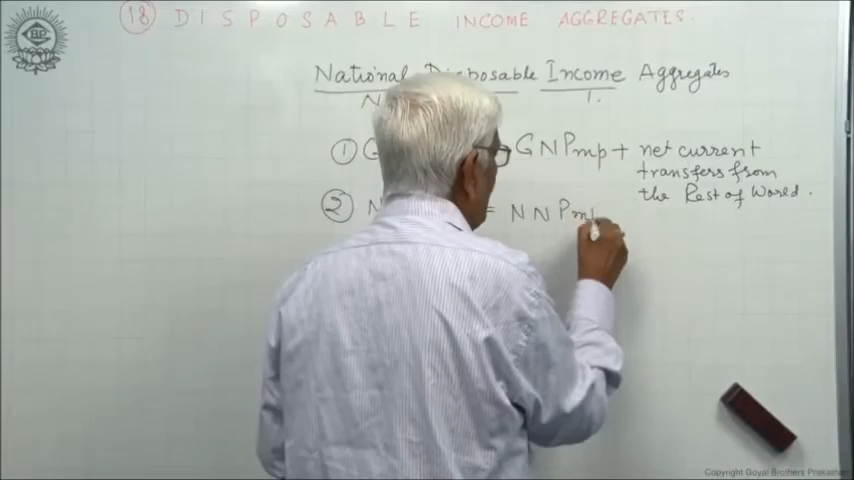 18 DISPOSABLE INCOME AGGREGATES.
National Disposable Income Aggregates
1 G GNPmp + net current
transfers from
the Rest of World.
2 N = NNPmp
Copyright Goyal Brothers Prakashan